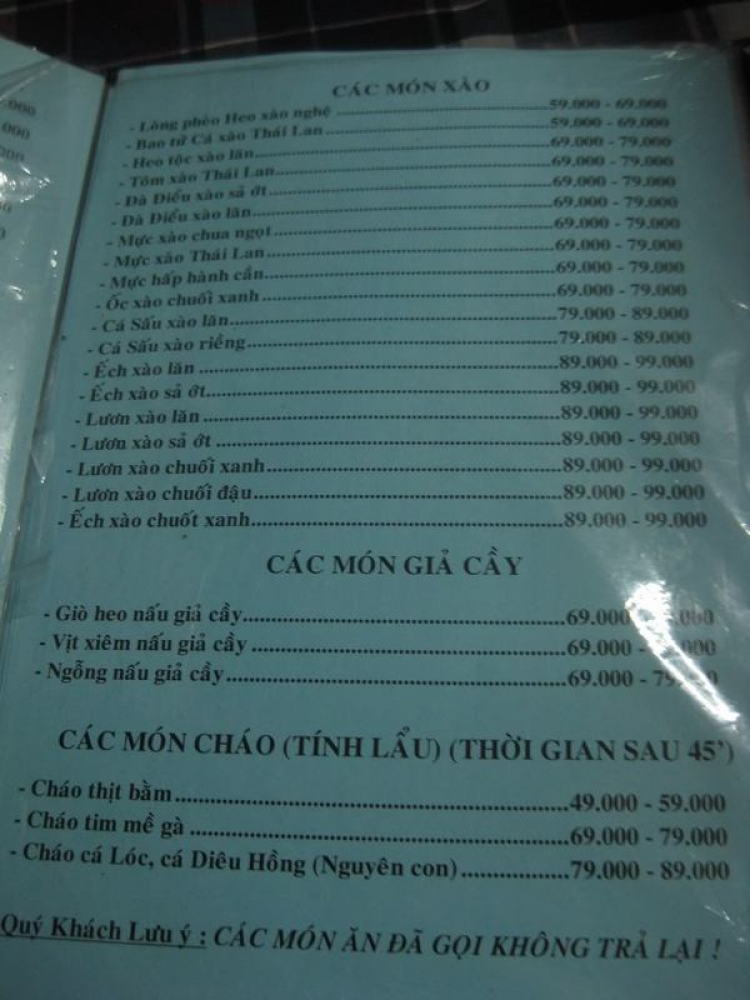 CÁC MÓN XÀO
- Lòng phèo Heo xào nghệ 59.000 - 69.000
- Bao tử Cá xào Thái Lan 59.000 - 69.000
- Heo tộc xào lăn 69.000 - 79.000
- Tôm xào Thái Lan 69.000 - 79.000
- Đà Điểu xào sả ớt 69.000 - 79.000
- Đà Điểu xào lăn 69.000 - 79.000
- Mực xào chua ngọt 69.000 - 79.000
- Mực xào Thái Lan 69.000 - 79.000
- Mực hấp hành cần 69.000 - 79.000
- Ốc xào chuối xanh 69.000 - 79.000
- Cá Sấu xào lăn 79.000 - 89.000
- Cá Sấu xào riềng 79.000 - 89.000
- Ếch xào lăn 89.000 - 99.000
- Ếch xào sả ớt 89.000 - 99.000
- Lươn xào lăn 89.000 - 99.000
- Lươn xào sả ớt 89.000 - 99.000
- Lươn xào chuối xanh 89.000 - 99.000
- Lươn xào chuối đậu 89.000 - 99.000
- Ếch xào chuốt xanh 89.000 - 99.000
CÁC MÓN GIẢ CẦY
- Giò heo nấu giả cầy 69.000
- Vịt xiêm nấu giả cầy 69.000
- Ngỗng nấu giả cầy 69.000
CÁC MÓN CHÁO (TÍNH LẨU) (THỜI GIAN SAU 45')
- Cháo thịt bằm 49.000 - 59.000
- Cháo tim mề gà 69.000 - 79.000
- Cháo cá Lóc, cá Diêu Hồng (Nguyên con) 79.000 - 89.000
Quý Khách Lưu ý : CÁC MÓN ĂN ĐÃ GỌI KHÔNG TRẢ LẠI !